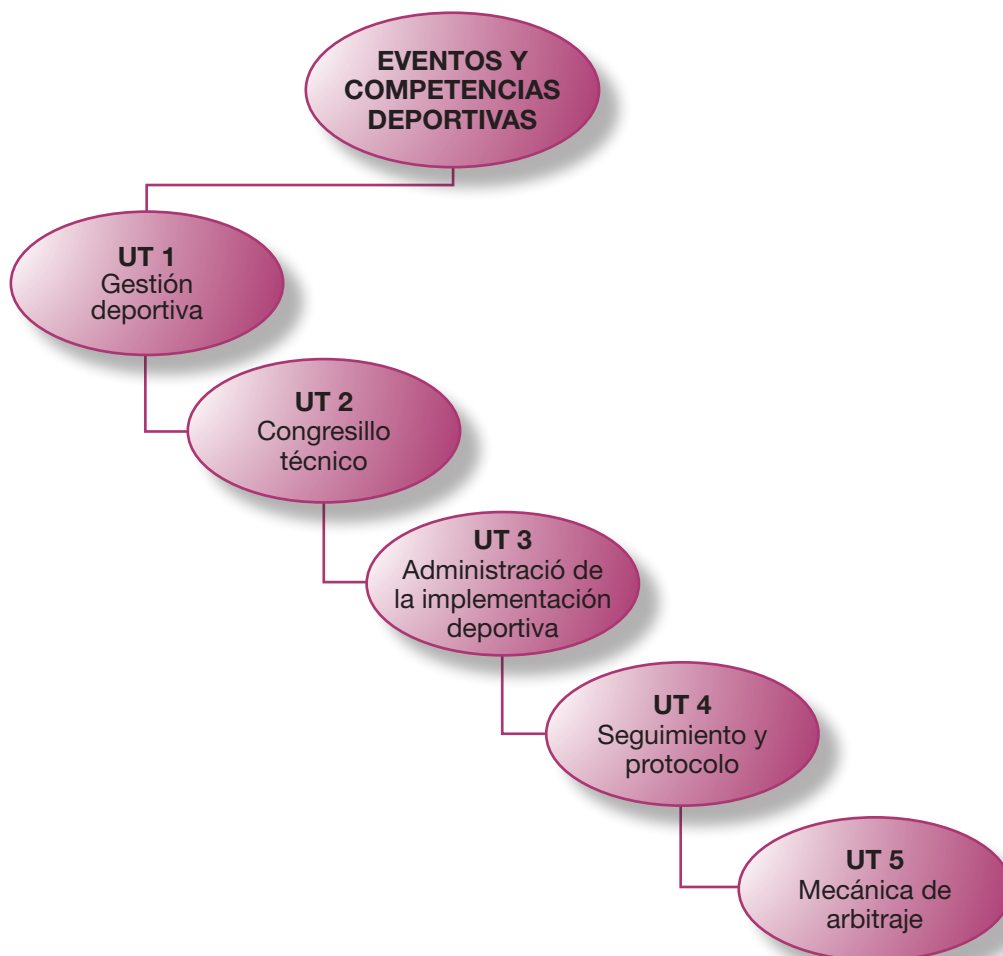 EVENTOS Y
COMPETENCIAS
DEPORTIVAS
UT 1
Gestión
deportiva
UT 2
Congresillo
técnico
UT 3
Administració de
la implementación
deportiva
UT 4
Seguimiento y
protocolo
UT 5
Mecánica de
arbitraje